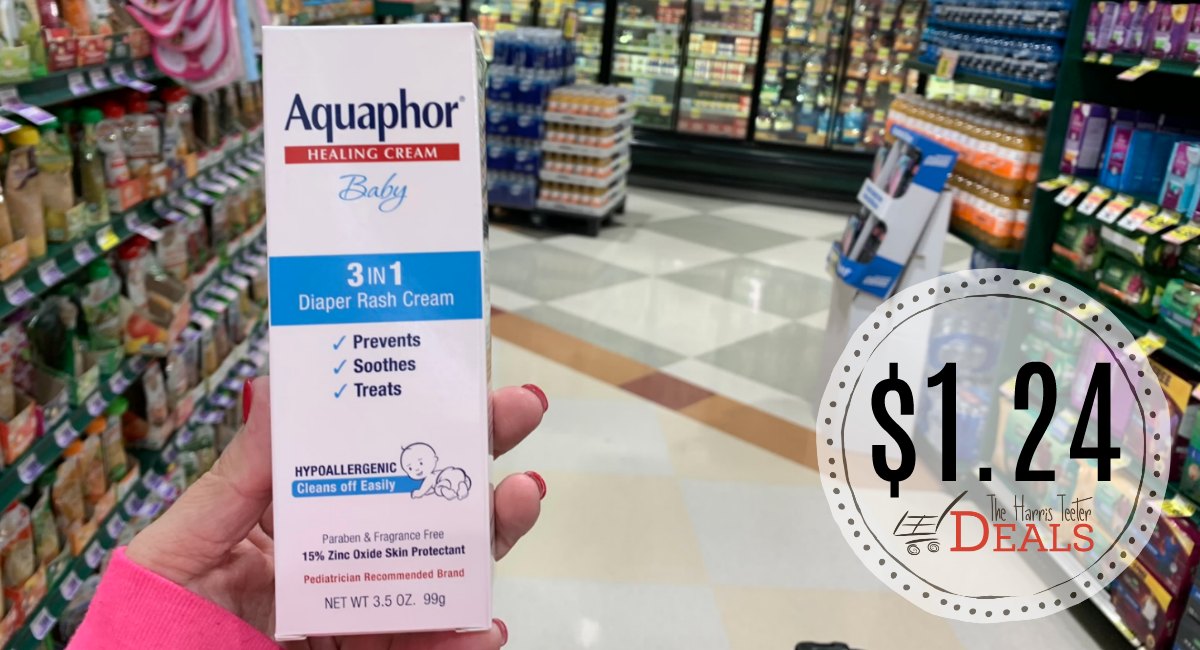 Aquaphor®
HEALING CREAM
Baby
3 IN 1
Diaper Rash Cream
✓ Prevents
✓ Soothes
✓ Treats
HYPOALLERGENIC
Cleans off Easily
Paraben & Fragrance Free
15% Zinc Oxide Skin Protectant
Pediatrician Recommended Brand
NET WT 3.5 OZ. 99g
$1.24
The Harris Teeter
DEALS